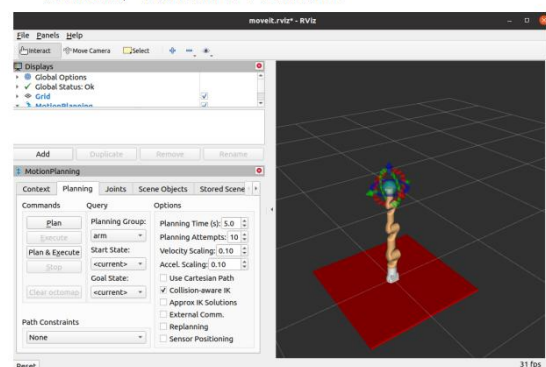 moveit.rviz* - RViz
File Panels Help
Interact Move Camera Select
Displays
Global Options
Global Status: Ok
Grid
MotionPlanning
Add Duplicate Remove Rename
MotionPlanning
Context Planning Joints Scene Objects Stored Scene
Commands Query Options
Plan Planning Group: Planning Time (s): 5.0
Execute arm Planning Attempts: 10
Plan & Execute Start State: Velocity Scaling: 0.10
Stop <current> Accel. Scaling: 0.10
Goal State: Use Cartesian Path
Clear octomap <current> Collision-aware IK
Approx IK Solutions
External Comm.
Path Constraints Replanning
None Sensor Positioning
Reset 31 fps